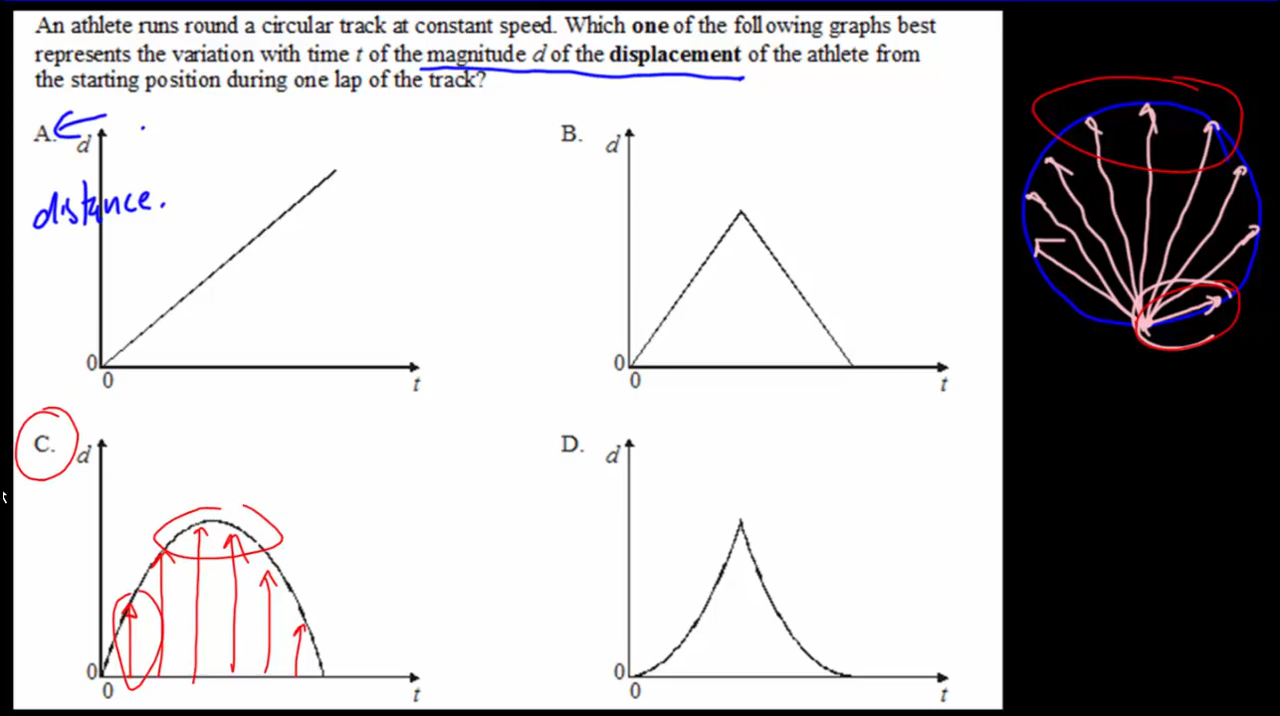 An athlete runs round a circular track at constant speed. Which one of the following graphs best
represents the variation with time t of the magnitude d of the displacement of the athlete from
the starting position during one lap of the track?
A.
d
distance.
0
0
t
B.
d
0
0
t
C.
d
0
0
t
D.
d
0
0
t